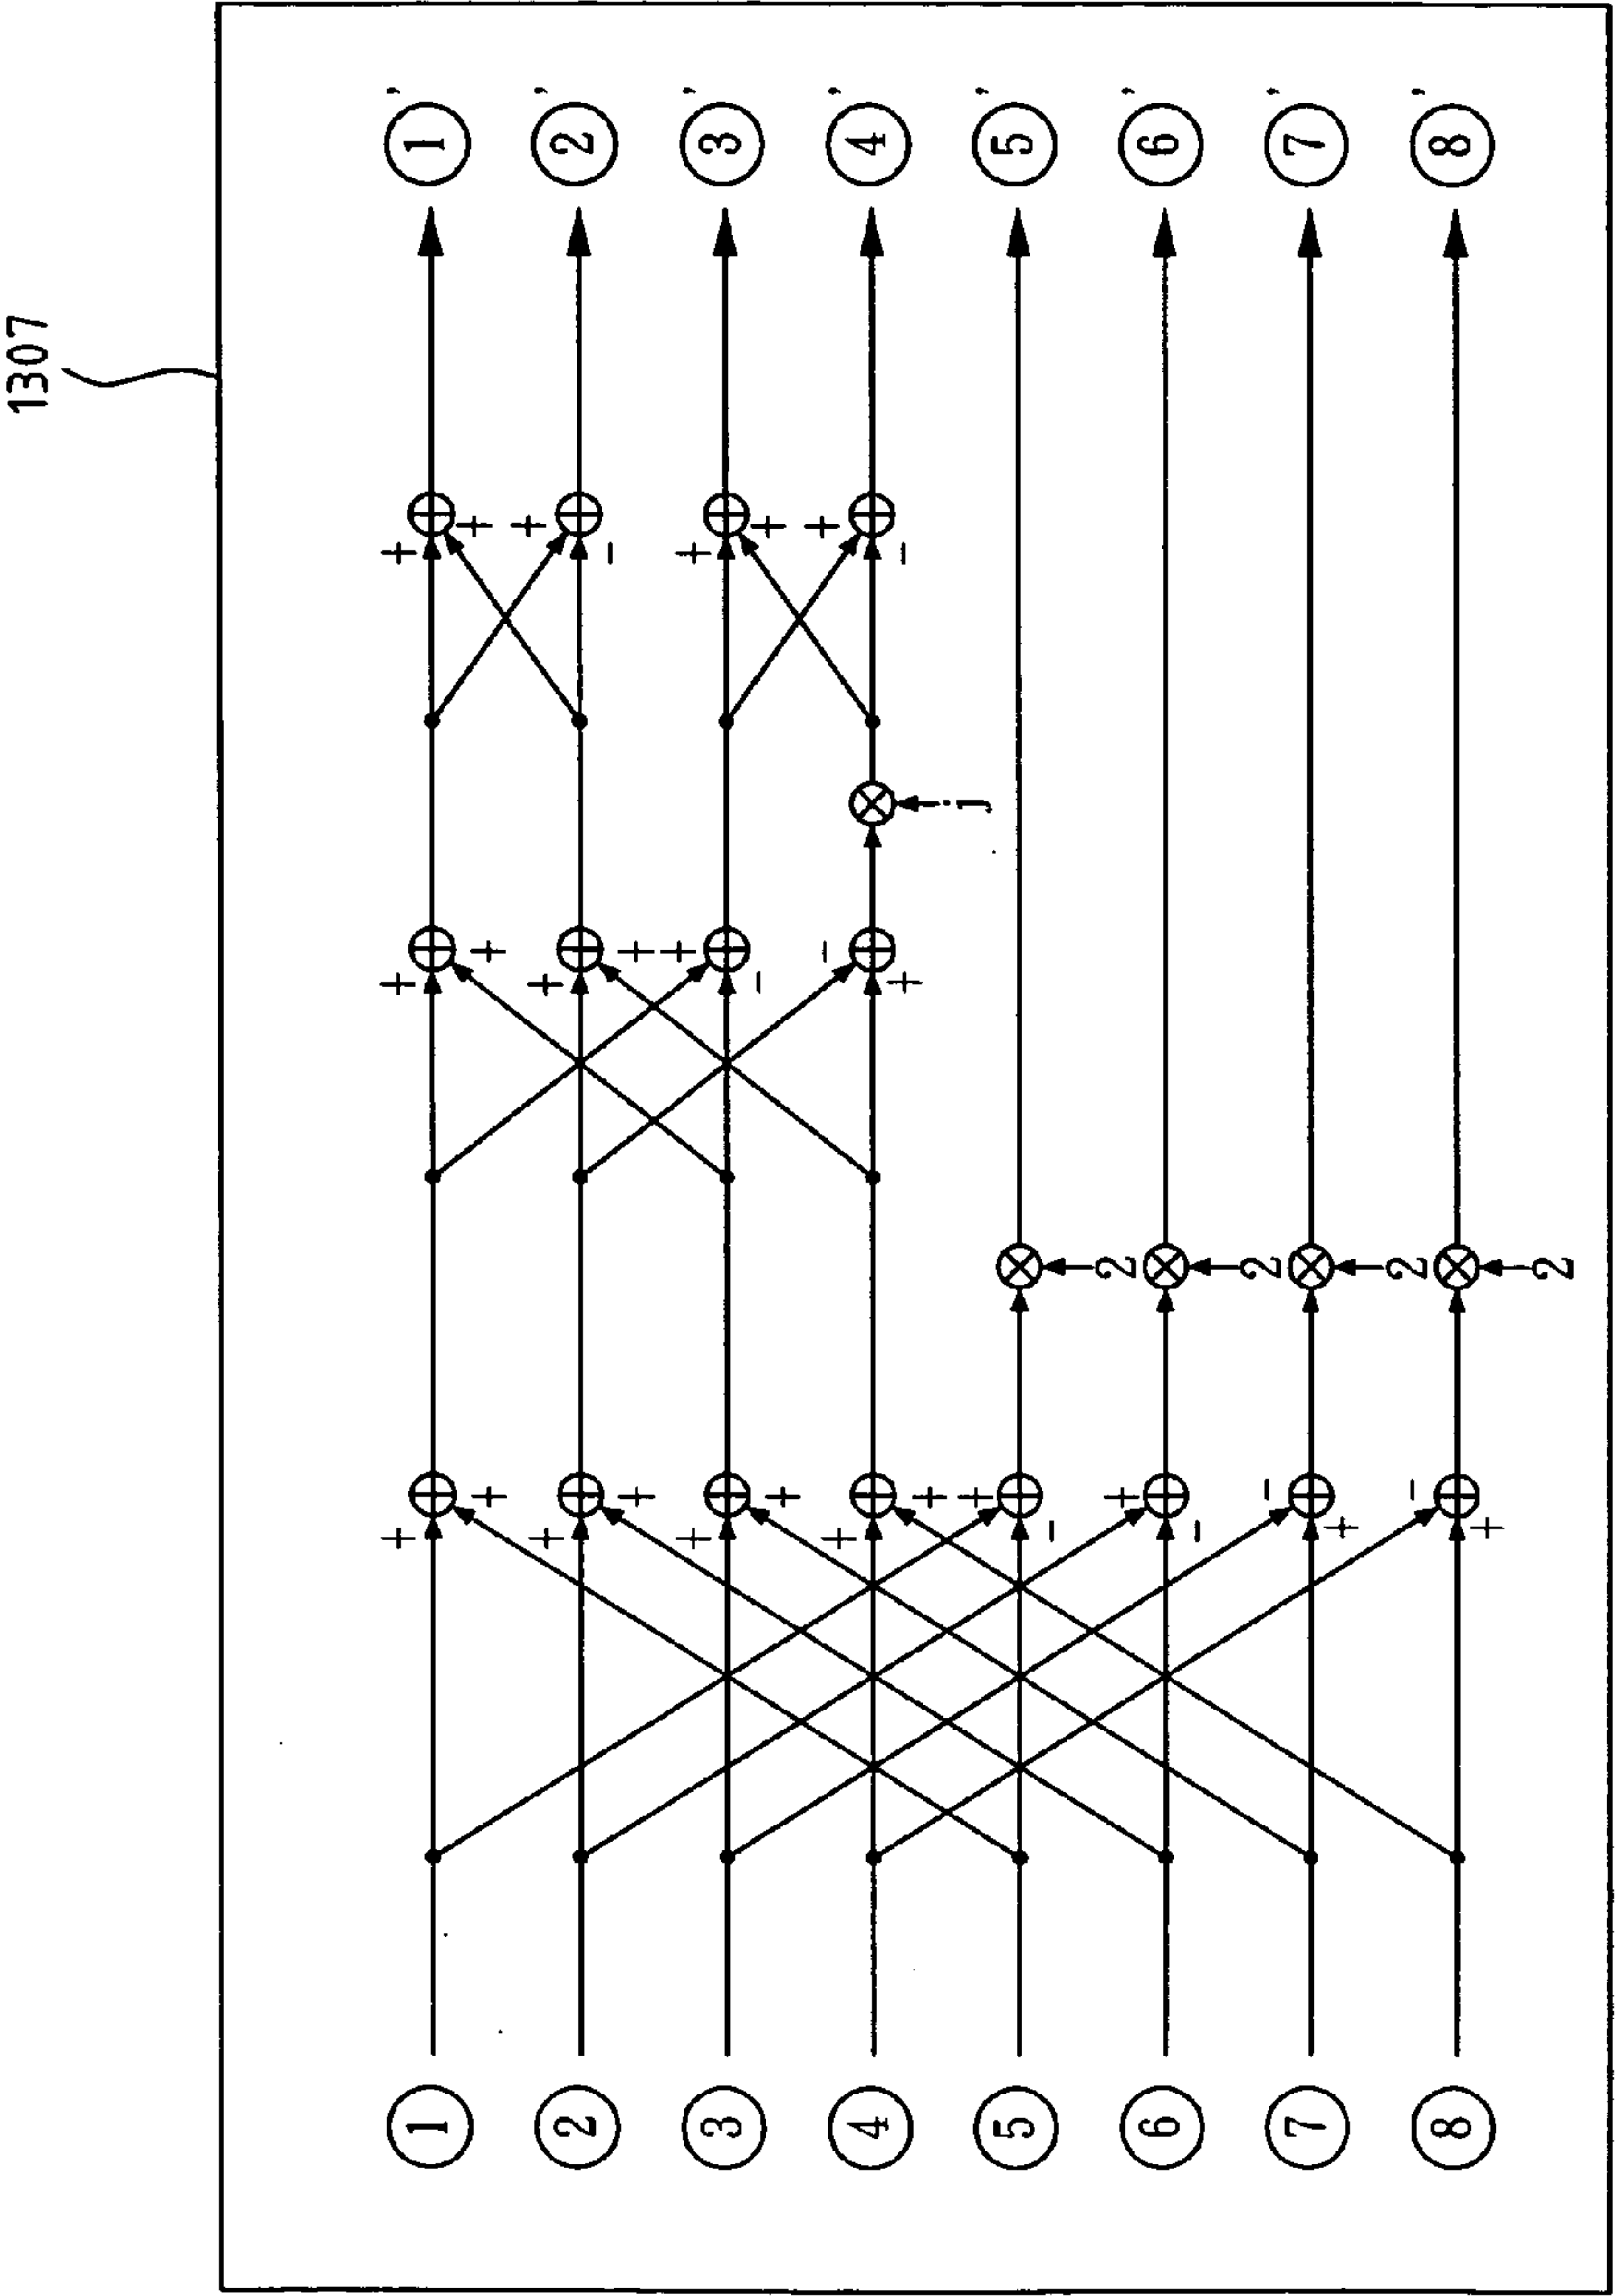 1307
① ①'
② ②'
③ ③'
④ ④'
⑤ ⑤'
⑥ ⑥'
⑦ ⑦'
⑧ ⑧'
+ + + +
+ + + -
+ + + +
+ + + -
+ + + +
+ + + -
+ - + +
+ + - + + -
j
+ - 2
+ - 2
- + 2
- + 2